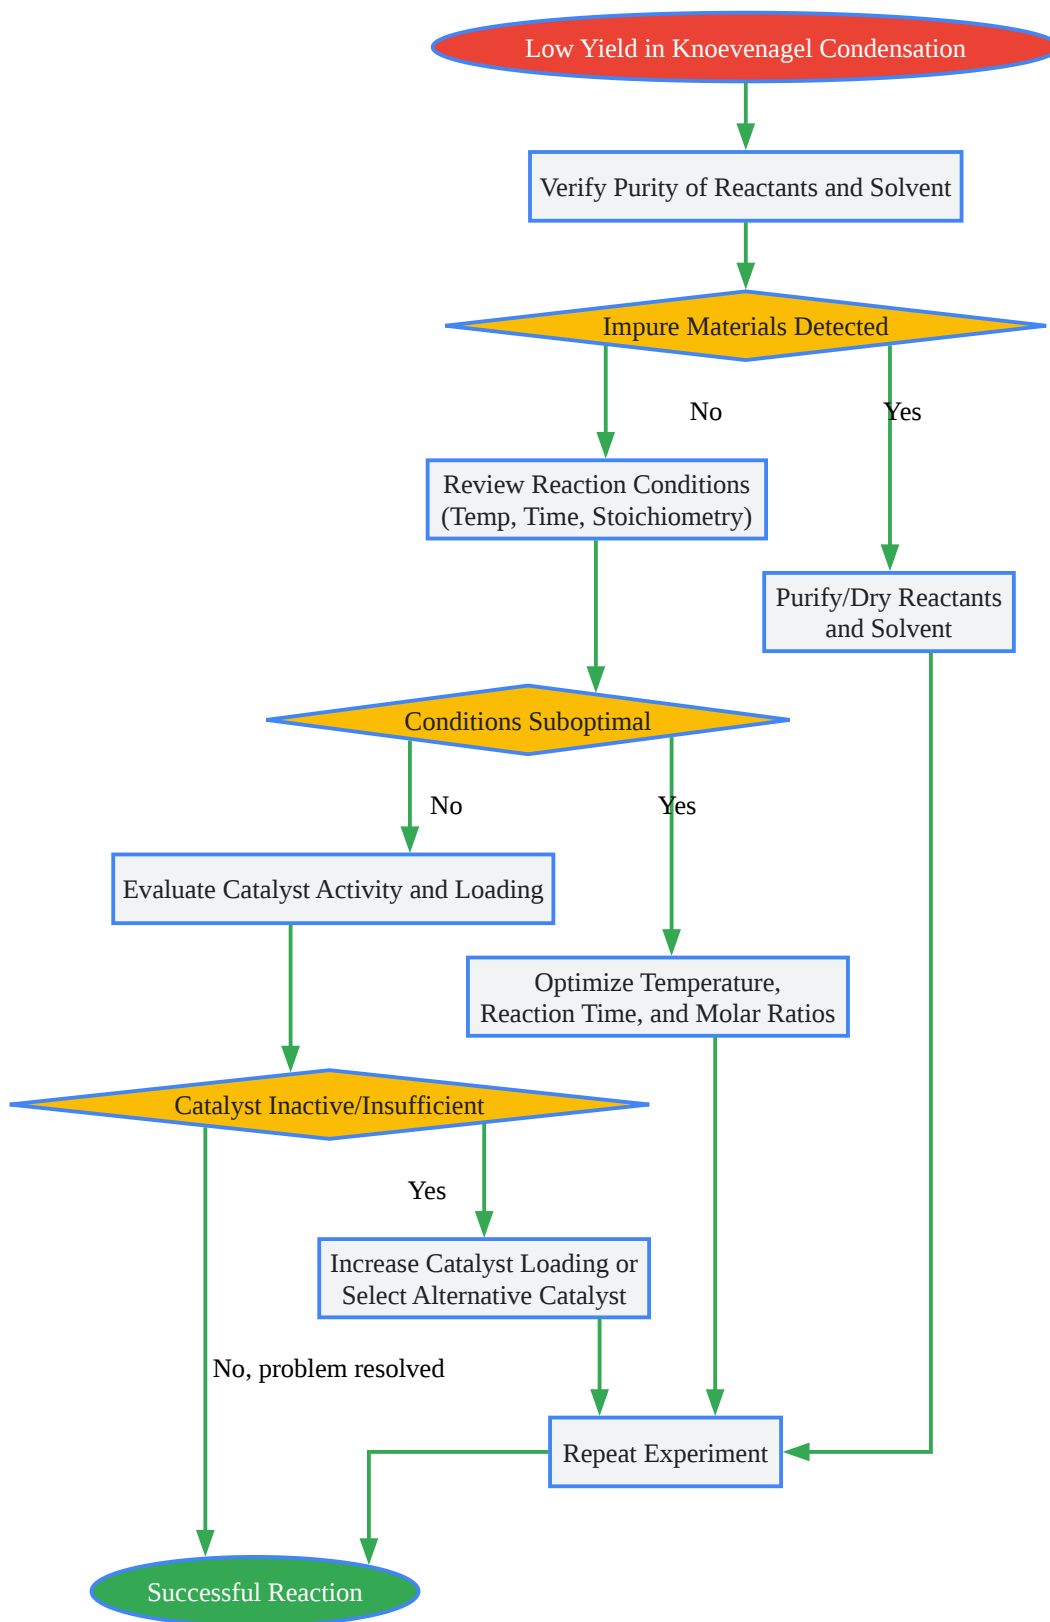 Low Yield in Knoevenagel Condensation
Verify Purity of Reactants and Solvent
Impure Materials Detected
No
Yes
Review Reaction Conditions
(Temp, Time, Stoichiometry)
Purify/Dry Reactants
and Solvent
Conditions Suboptimal
No
Yes
Evaluate Catalyst Activity and Loading
Optimize Temperature,
Reaction Time, and Molar Ratios
Catalyst Inactive/Insufficient
Yes
Increase Catalyst Loading or
Select Alternative Catalyst
No, problem resolved
Repeat Experiment
Successful Reaction